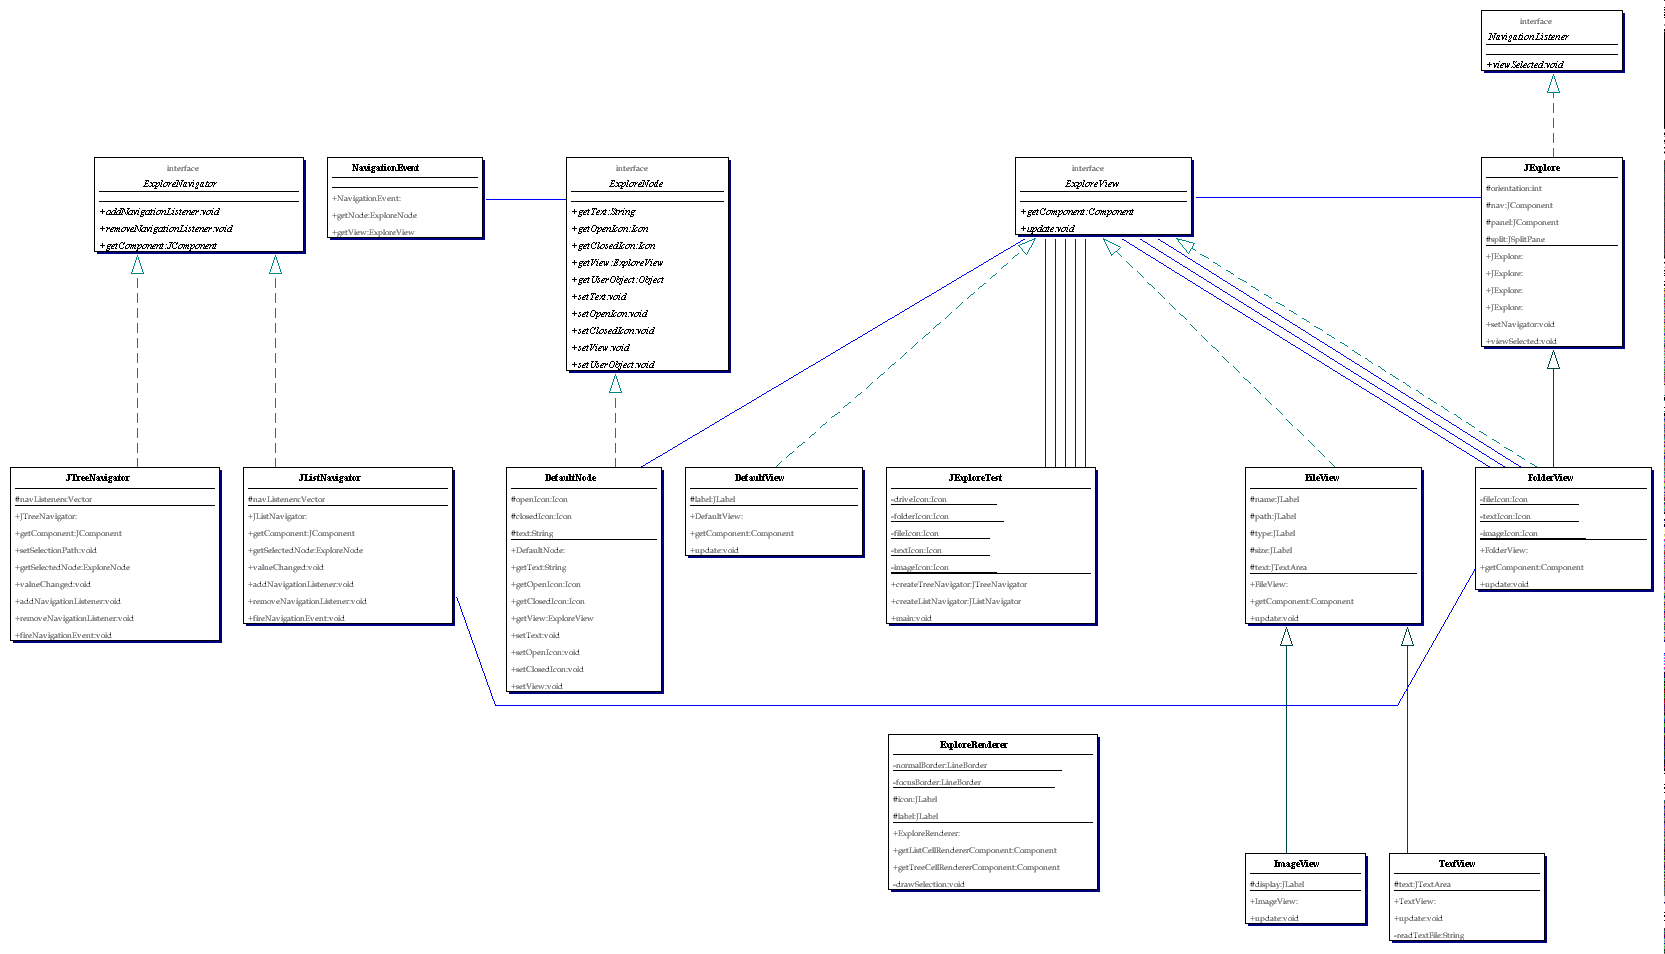 interface
NavigationListener
+viewSelected:void
interface
ExploreNavigator
+addNavigationListener:void
+removeNavigationListener:void
+getComponent:JComponent
NavigationEvent
+NavigationEvent:
+getNode:ExploreNode
+getView:ExploreView
interface
ExploreNode
+getText:String
+getOpenIcon:Icon
+getClosedIcon:Icon
+getView:ExploreView
+getUserObject:Object
+setText:void
+setOpenIcon:void
+setClosedIcon:void
+setView:void
+setUserObject:void
interface
ExploreView
+getComponent:Component
+update:void
JExplore
#orientation:int
#nav:JComponent
#panel:JComponent
#split:JSplitPane
+JExplore:
+JExplore:
+JExplore:
+JExplore:
+setNavigator:void
+viewSelected:void
JTreeNavigator
#navListeners:Vector
+JTreeNavigator:
+getComponent:JComponent
+setSelectionPath:void
+getSelectedNode:ExploreNode
+valueChanged:void
+addNavigationListener:void
+removeNavigationListener:void
+fireNavigationEvent:void
JListNavigator
#navListeners:Vector
+JListNavigator:
+getComponent:JComponent
+getSelectedNode:ExploreNode
+valueChanged:void
+addNavigationListener:void
+removeNavigationListener:void
+fireNavigationEvent:void
DefaultNode
#openIcon:Icon
#closedIcon:Icon
#text:String
+DefaultNode:
+getText:String
+getOpenIcon:Icon
+getClosedIcon:Icon
+getView:ExploreView
+setText:void
+setOpenIcon:void
+setClosedIcon:void
+setView:void
DefaultView
#label:JLabel
+DefaultView:
+getComponent:Component
+update:void
JExploreTest
-driveIcon:Icon
-folderIcon:Icon
-fileIcon:Icon
-textIcon:Icon
-imageIcon:Icon
+createTreeNavigator:JTreeNavigator
+createListNavigator:JListNavigator
+main:void
FileView
#name:JLabel
#path:JLabel
#type:JLabel
#size:JLabel
#text:JTextArea
+FileView:
+getComponent:Component
+update:void
FolderView
-fileIcon:Icon
-textIcon:Icon
-imageIcon:Icon
+FolderView:
+getComponent:Component
+update:void
ExploreRenderer
-normalBorder:LineBorder
-focusBorder:LineBorder
#icon:JLabel
#label:JLabel
+ExploreRenderer:
+getListCellRendererComponent:Component
+getTreeCellRendererComponent:Component
-drawSelection:void
ImageView
#display:JLabel
+ImageView:
+update:void
TextView
#text:JTextArea
+TextView:
+update:void
-readTextFile:String